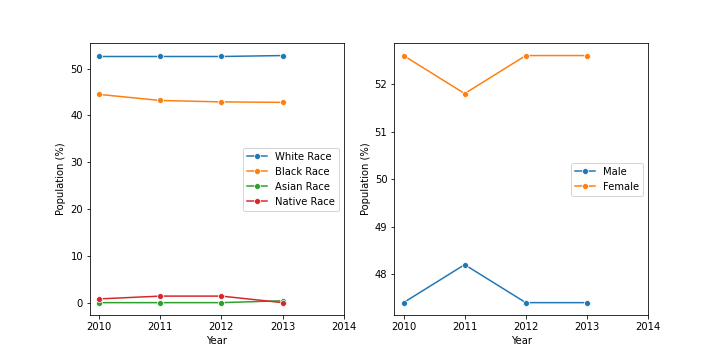 50
40
30
20
10
0
Population (%)
2010 2011 2012 2013 2014
Year
White Race
Black Race
Asian Race
Native Race
52
51
50
49
48
Population (%)
2010 2011 2012 2013 2014
Year
Male
Female